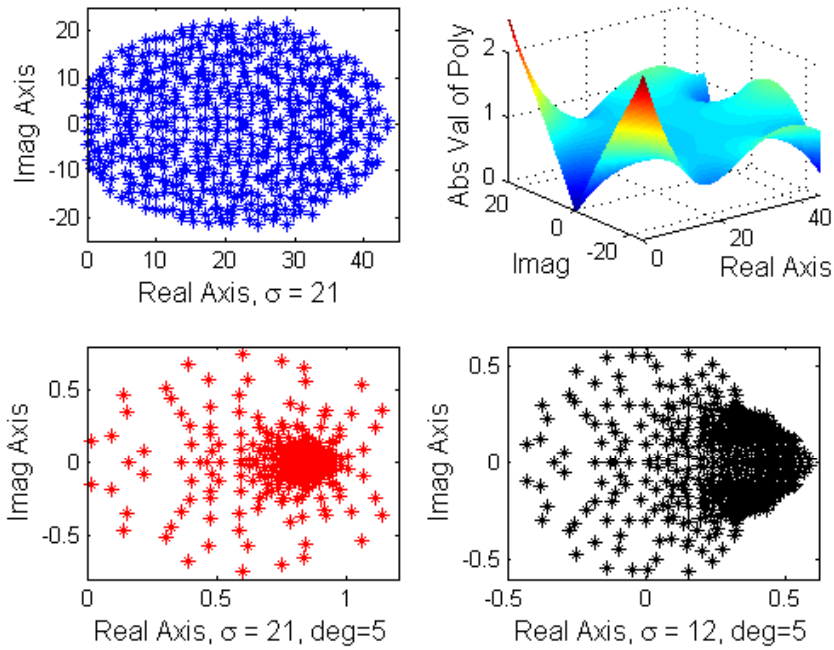 20
10
0
-10
-20
Imag Axis
0 10 20 30 40
Real Axis, σ = 21
2
1
0
Abs Val of Poly
20
0
-20
Imag
0
20
40
Real Axis
0.5
0
-0.5
Imag Axis
0 0.5 1
Real Axis, σ = 21, deg=5
0.5
0
-0.5
Imag Axis
-0.5 0 0.5
Real Axis, σ = 12, deg=5